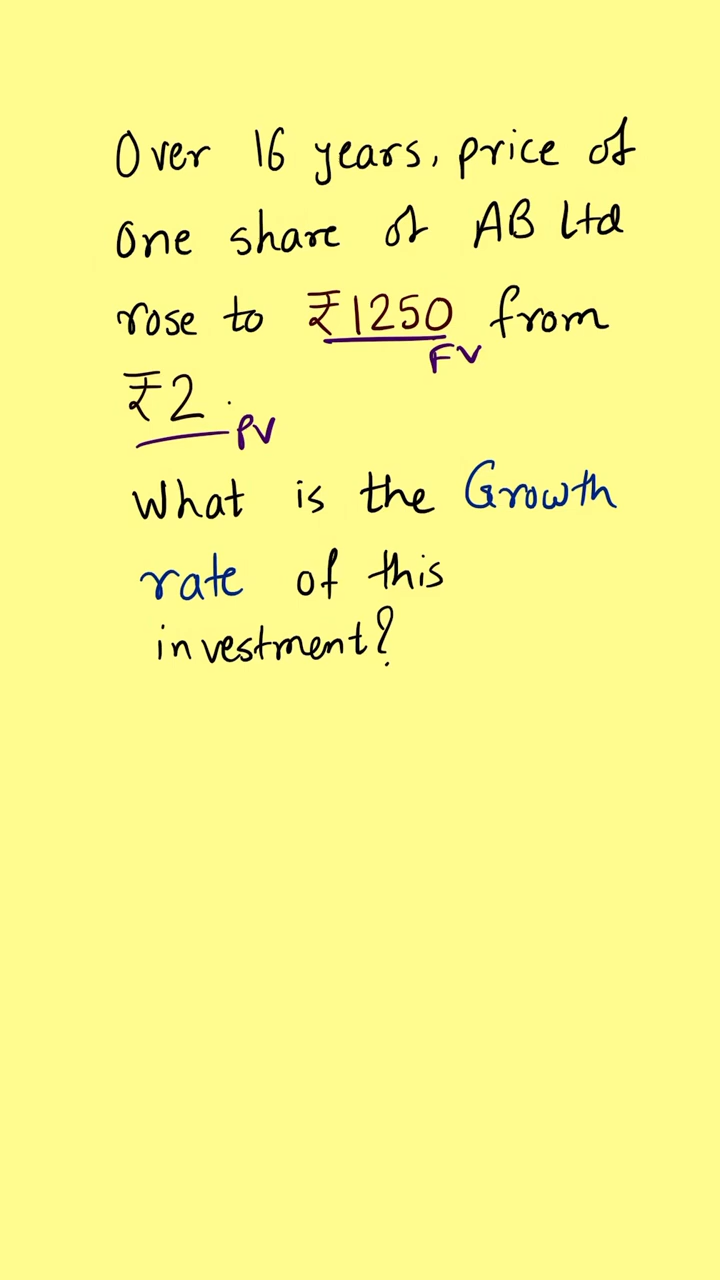 Over 16 years, price of
one share of AB Ltd
rose to ₹1250 from
FV
₹2.
PV
What is the Growth
rate of this
investment?